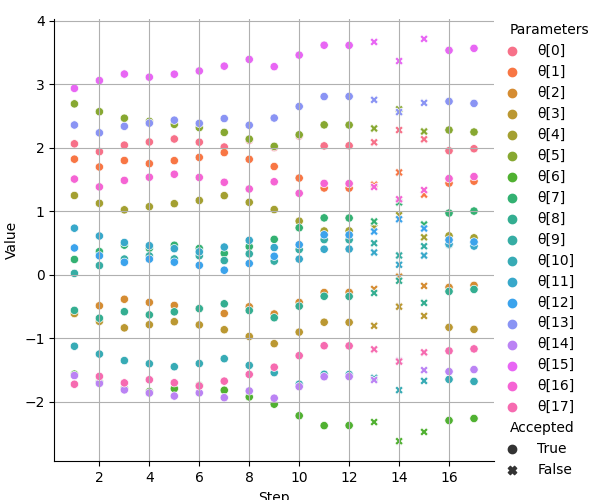 4
3
2
1
0
−1
−2
Value
2
4
6
8
10
12
14
16
Step
Parameters
θ[0]
θ[1]
θ[2]
θ[3]
θ[4]
θ[5]
θ[6]
θ[7]
θ[8]
θ[9]
θ[10]
θ[11]
θ[12]
θ[13]
θ[14]
θ[15]
θ[16]
θ[17]
Accepted
True
False